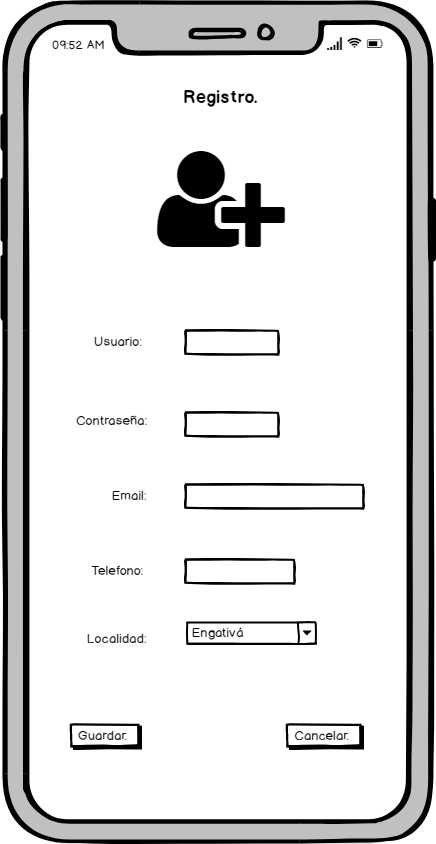 09:52 AM
Registro.
Usuario:
Contraseña:
Email:
Telefono:
Localidad:
Engativá
Guardar.
Cancelar.